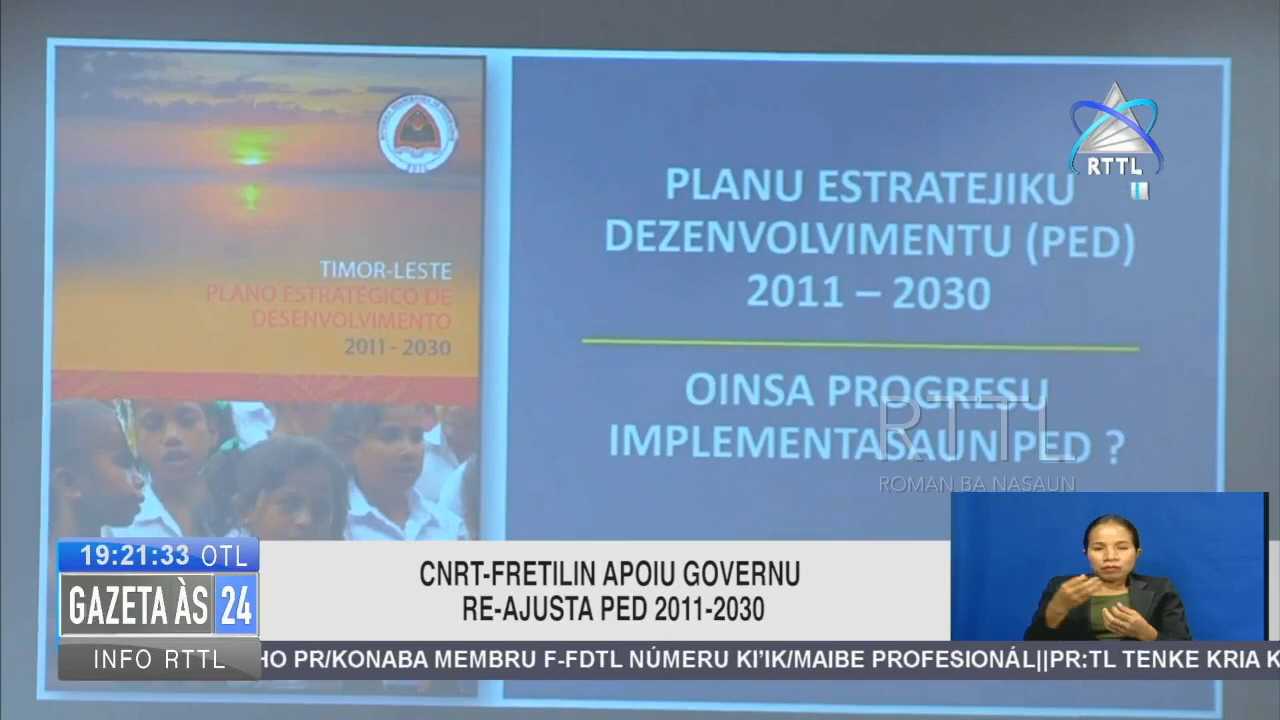 RTTL
TIMOR-LESTE
PLANO ESTRATÉGICO DE
DESENVOLVIMENTO
2011 - 2030
PLANU ESTRATEJIKU
DEZENVOLVIMENTU (PED)
2011 – 2030
OINSA PROGRESU
IMPLEMENTASAUN PED ?
RTTL
ROMAN BA NASAUN
19:21:33 OTL
GAZETA ÀS 24
INFO RTTL
CNRT-FRETILIN APOIU GOVERNU
RE-AJUSTA PED 2011-2030
HO PR/KONABA MEMBRU F-FDTL NÚMERU KI'IK/MAIBE PROFESIONÁL||PR:TL TENKE KRIA K